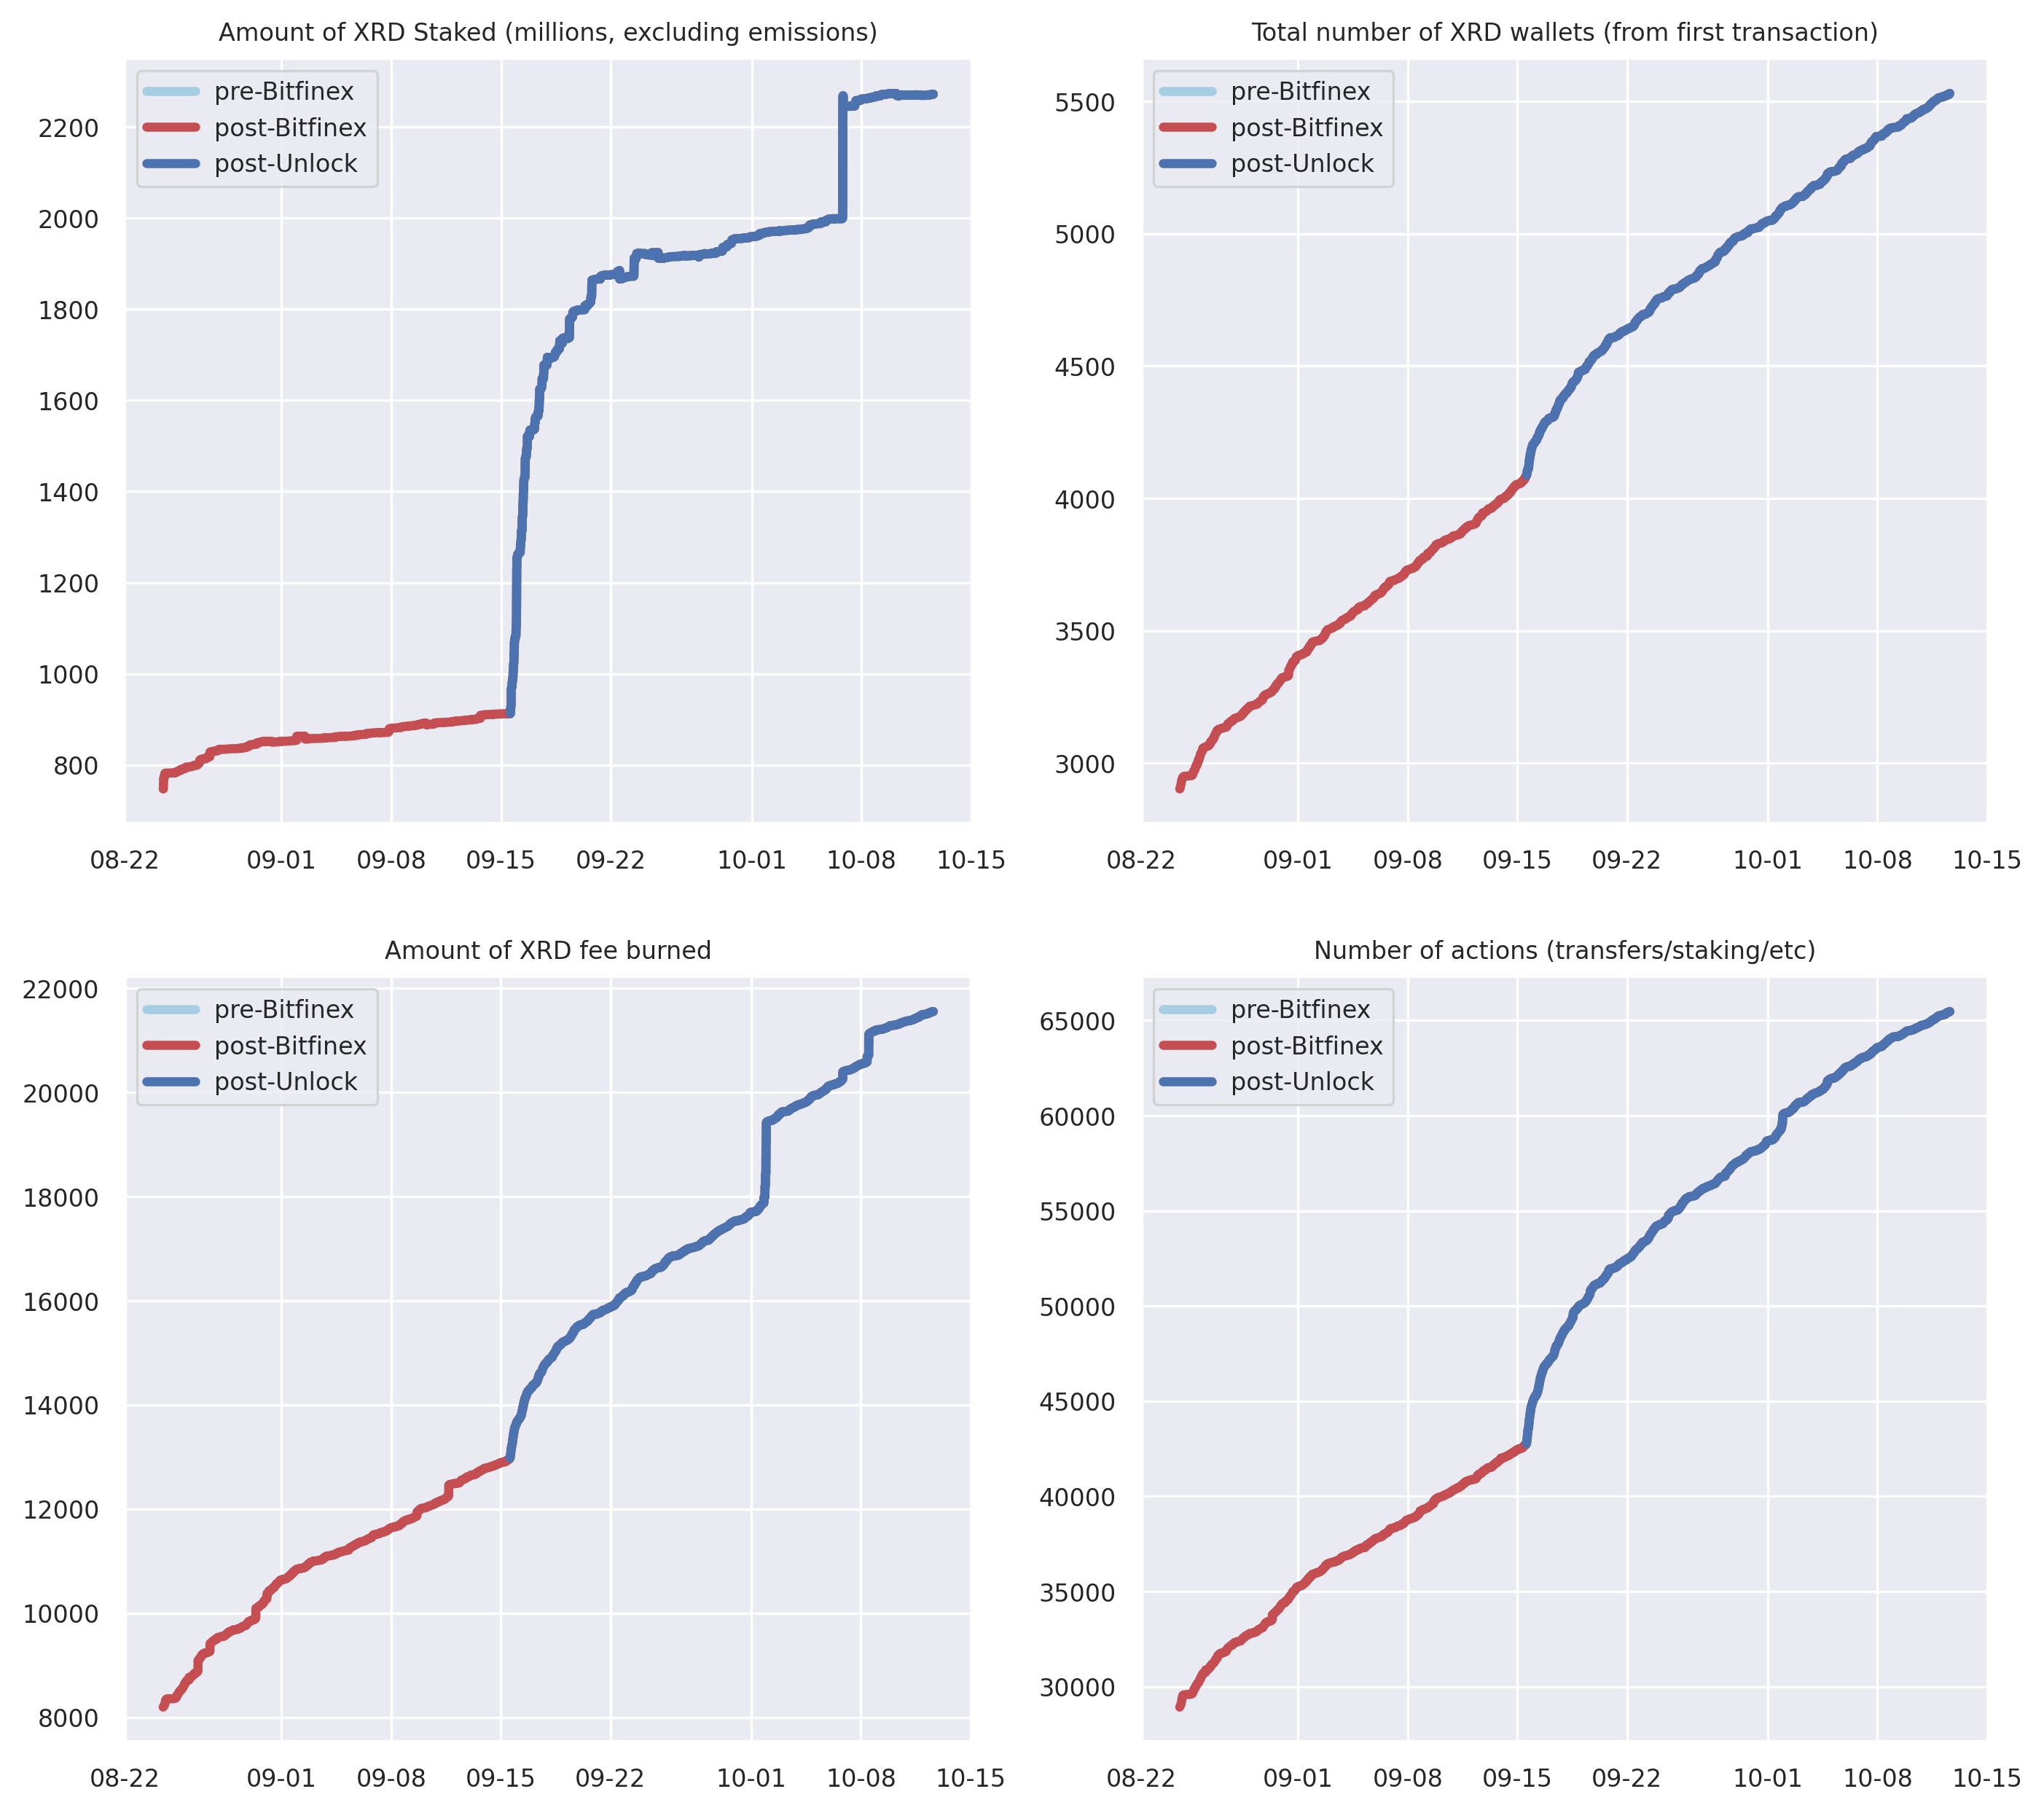 Amount of XRD Staked (millions, excluding emissions)
pre-Bitfinex
post-Bitfinex
post-Unlock
2200
2000
1800
1600
1400
1200
1000
800
08-22 09-01 09-08 09-15 09-22 10-01 10-08 10-15
Total number of XRD wallets (from first transaction)
pre-Bitfinex
post-Bitfinex
post-Unlock
5500
5000
4500
4000
3500
3000
08-22 09-01 09-08 09-15 09-22 10-01 10-08 10-15
Amount of XRD fee burned
pre-Bitfinex
post-Bitfinex
post-Unlock
22000
20000
18000
16000
14000
12000
10000
8000
08-22 09-01 09-08 09-15 09-22 10-01 10-08 10-15
Number of actions (transfers/staking/etc)
pre-Bitfinex
post-Bitfinex
post-Unlock
65000
60000
55000
50000
45000
40000
35000
30000
08-22 09-01 09-08 09-15 09-22 10-01 10-08 10-15